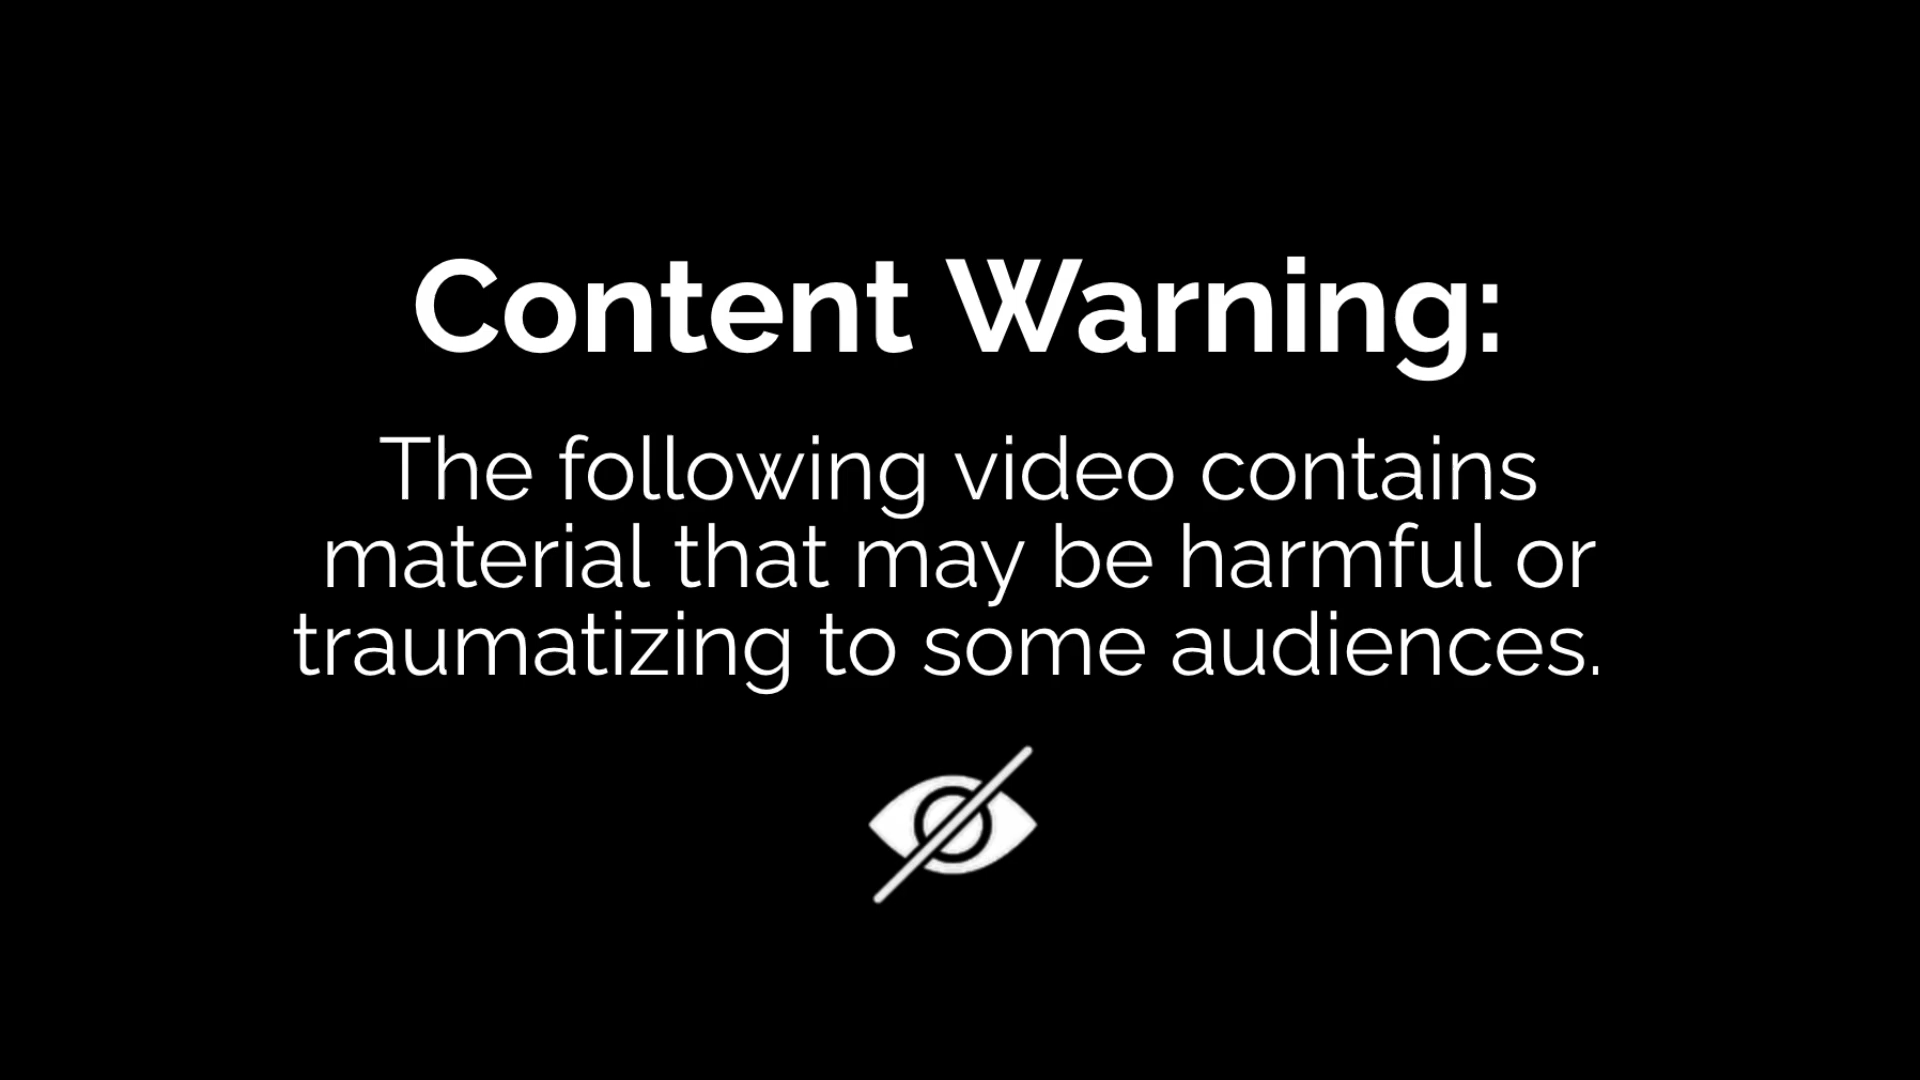 Content Warning:
The following video contains
material that may be harmful or
traumatizing to some audiences.